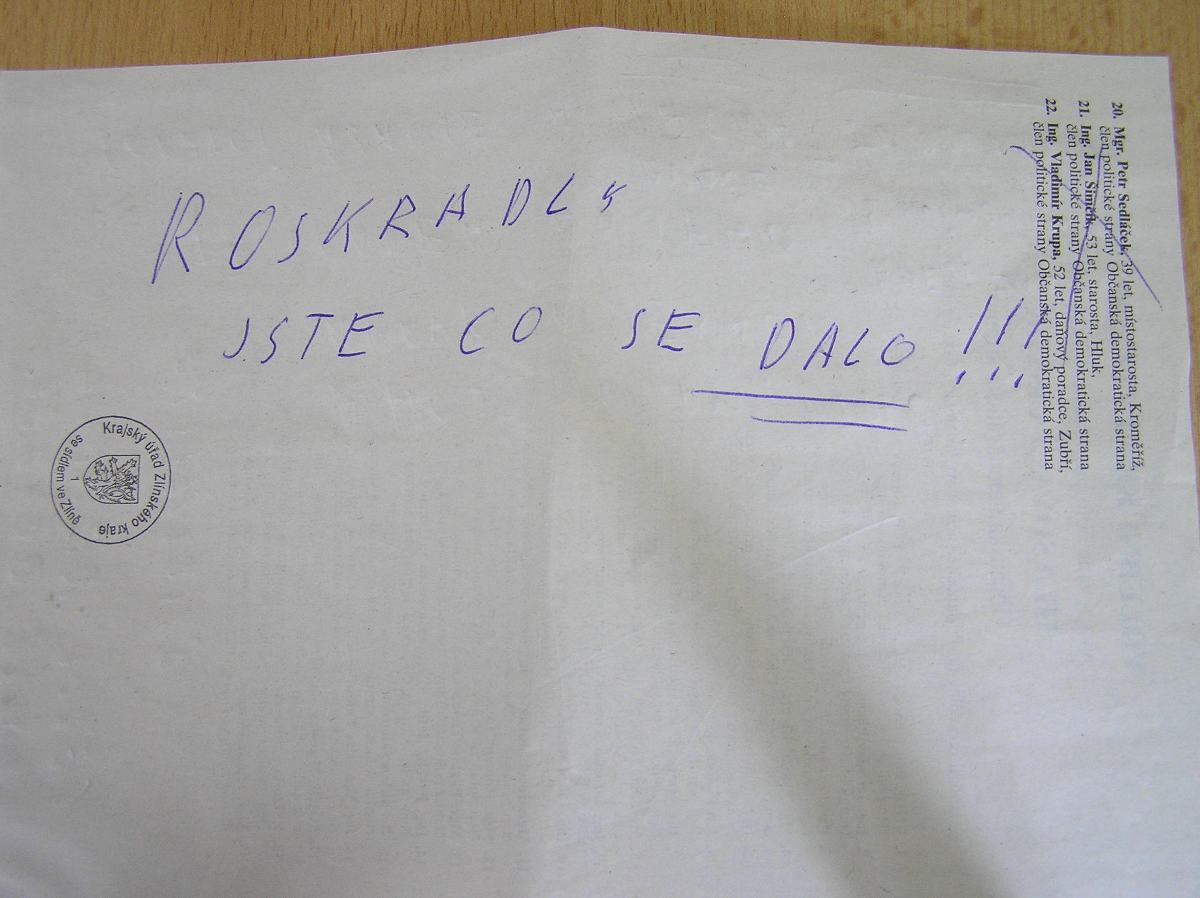 ROSKRADLY
JSTE CO SE DALO !!!
20. Mgr. Petr Sedláček, 39 let, místostarosta, Kroměříž,
člen politické strany Občanská demokratická strana
21. Ing. Jan Šimčík, 53 let, starosta, Hluk,
člen politické strany Občanská demokratická strana
22. Ing. Vladimír Krupa, 52 let, daňový poradce, Zubří,
člen politické strany Občanská demokratická strana
Krajský úřad Zlínského kraje
se sídlem ve Zlíně
1